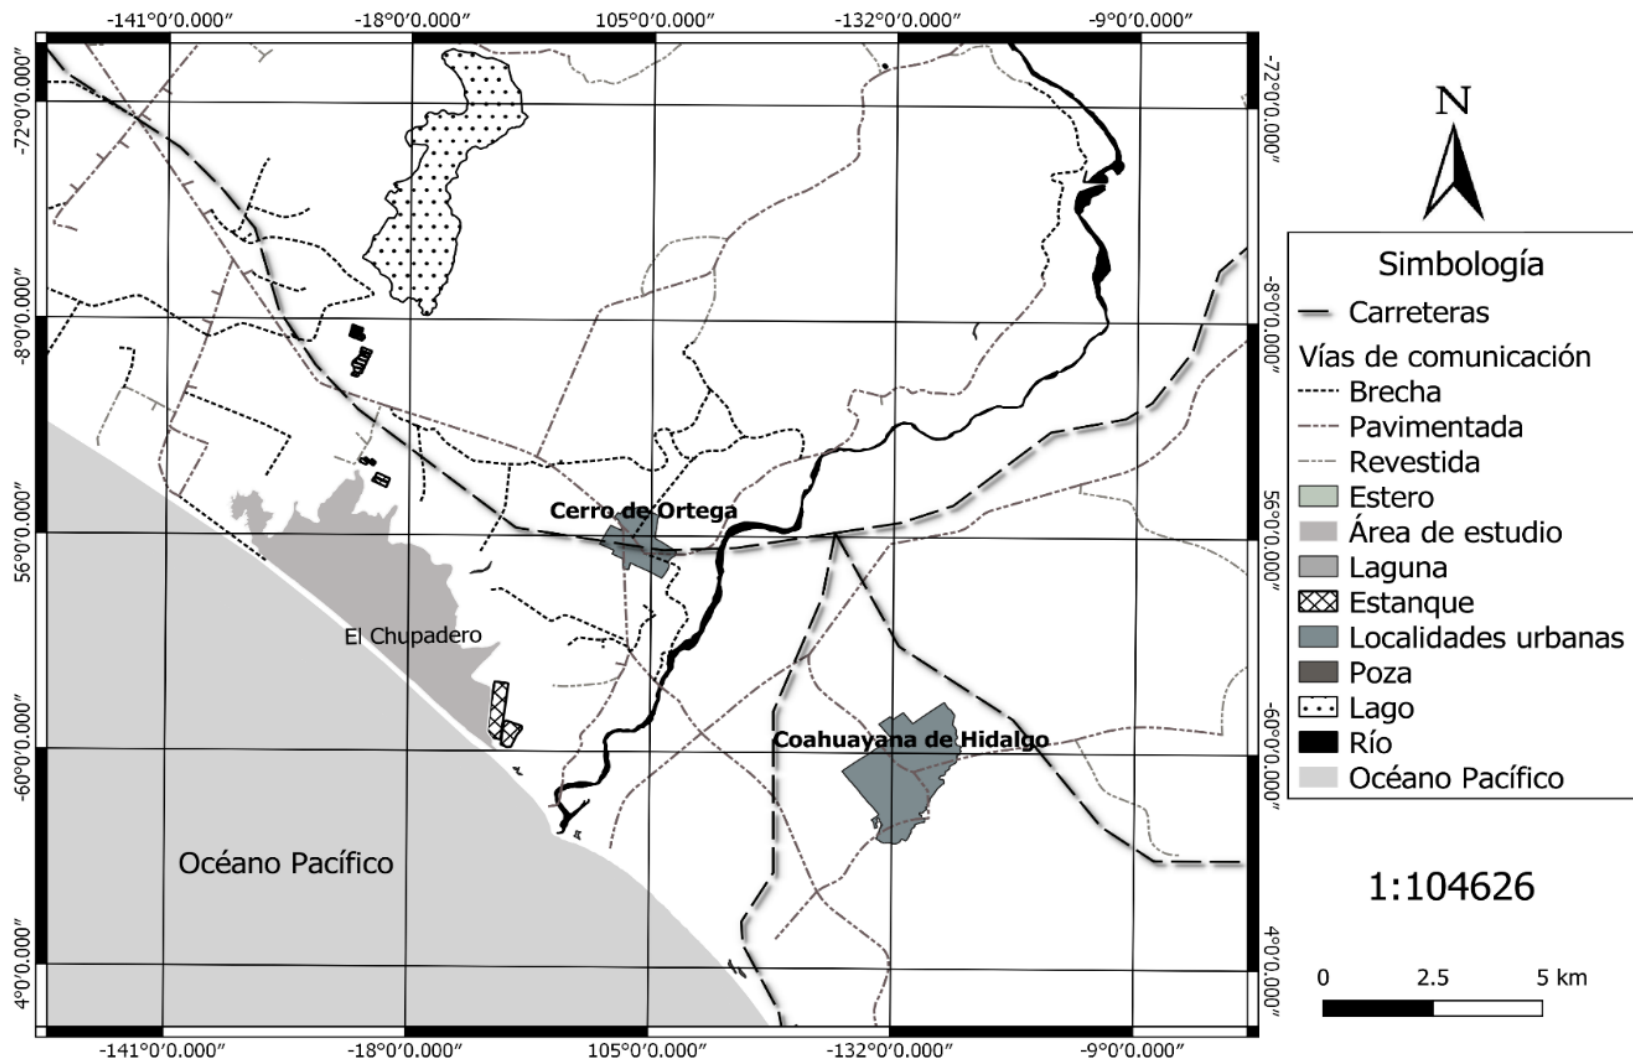 -141°0'0.000″ -18°0'0.000″ 105°0'0.000″ -132°0'0.000″ -9°0'0.000″
-72°0'0.000″
-8°0'0.000″
56°0'0.000″
-60°0'0.000″
4°0'0.000″
Cerro de Ortega
El Chupadero
Coahuayana de Hidalgo
Océano Pacífico
-72°0'0.000″
-8°0'0.000″
56°0'0.000″
-60°0'0.000″
4°0'0.000″
-141°0'0.000″ -18°0'0.000″ 105°0'0.000″ -132°0'0.000″ -9°0'0.000″
N
Simbología
Carreteras
Vías de comunicación
Brecha
Pavimentada
Revestida
Estero
Área de estudio
Laguna
Estanque
Localidades urbanas
Poza
Lago
Río
Océano Pacífico
1:104626
0 2.5 5 km